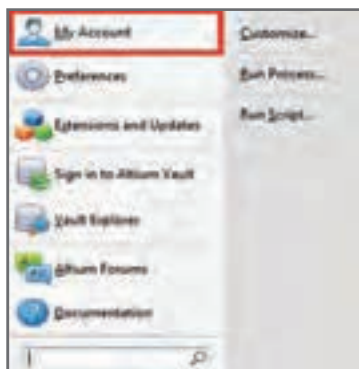 My Account
Preferences
Extensions and Updates
Sign in to Altium Vault
Vault Explorer
Altium Forums
Documentation
Customize...
Run Process...
Run Script...